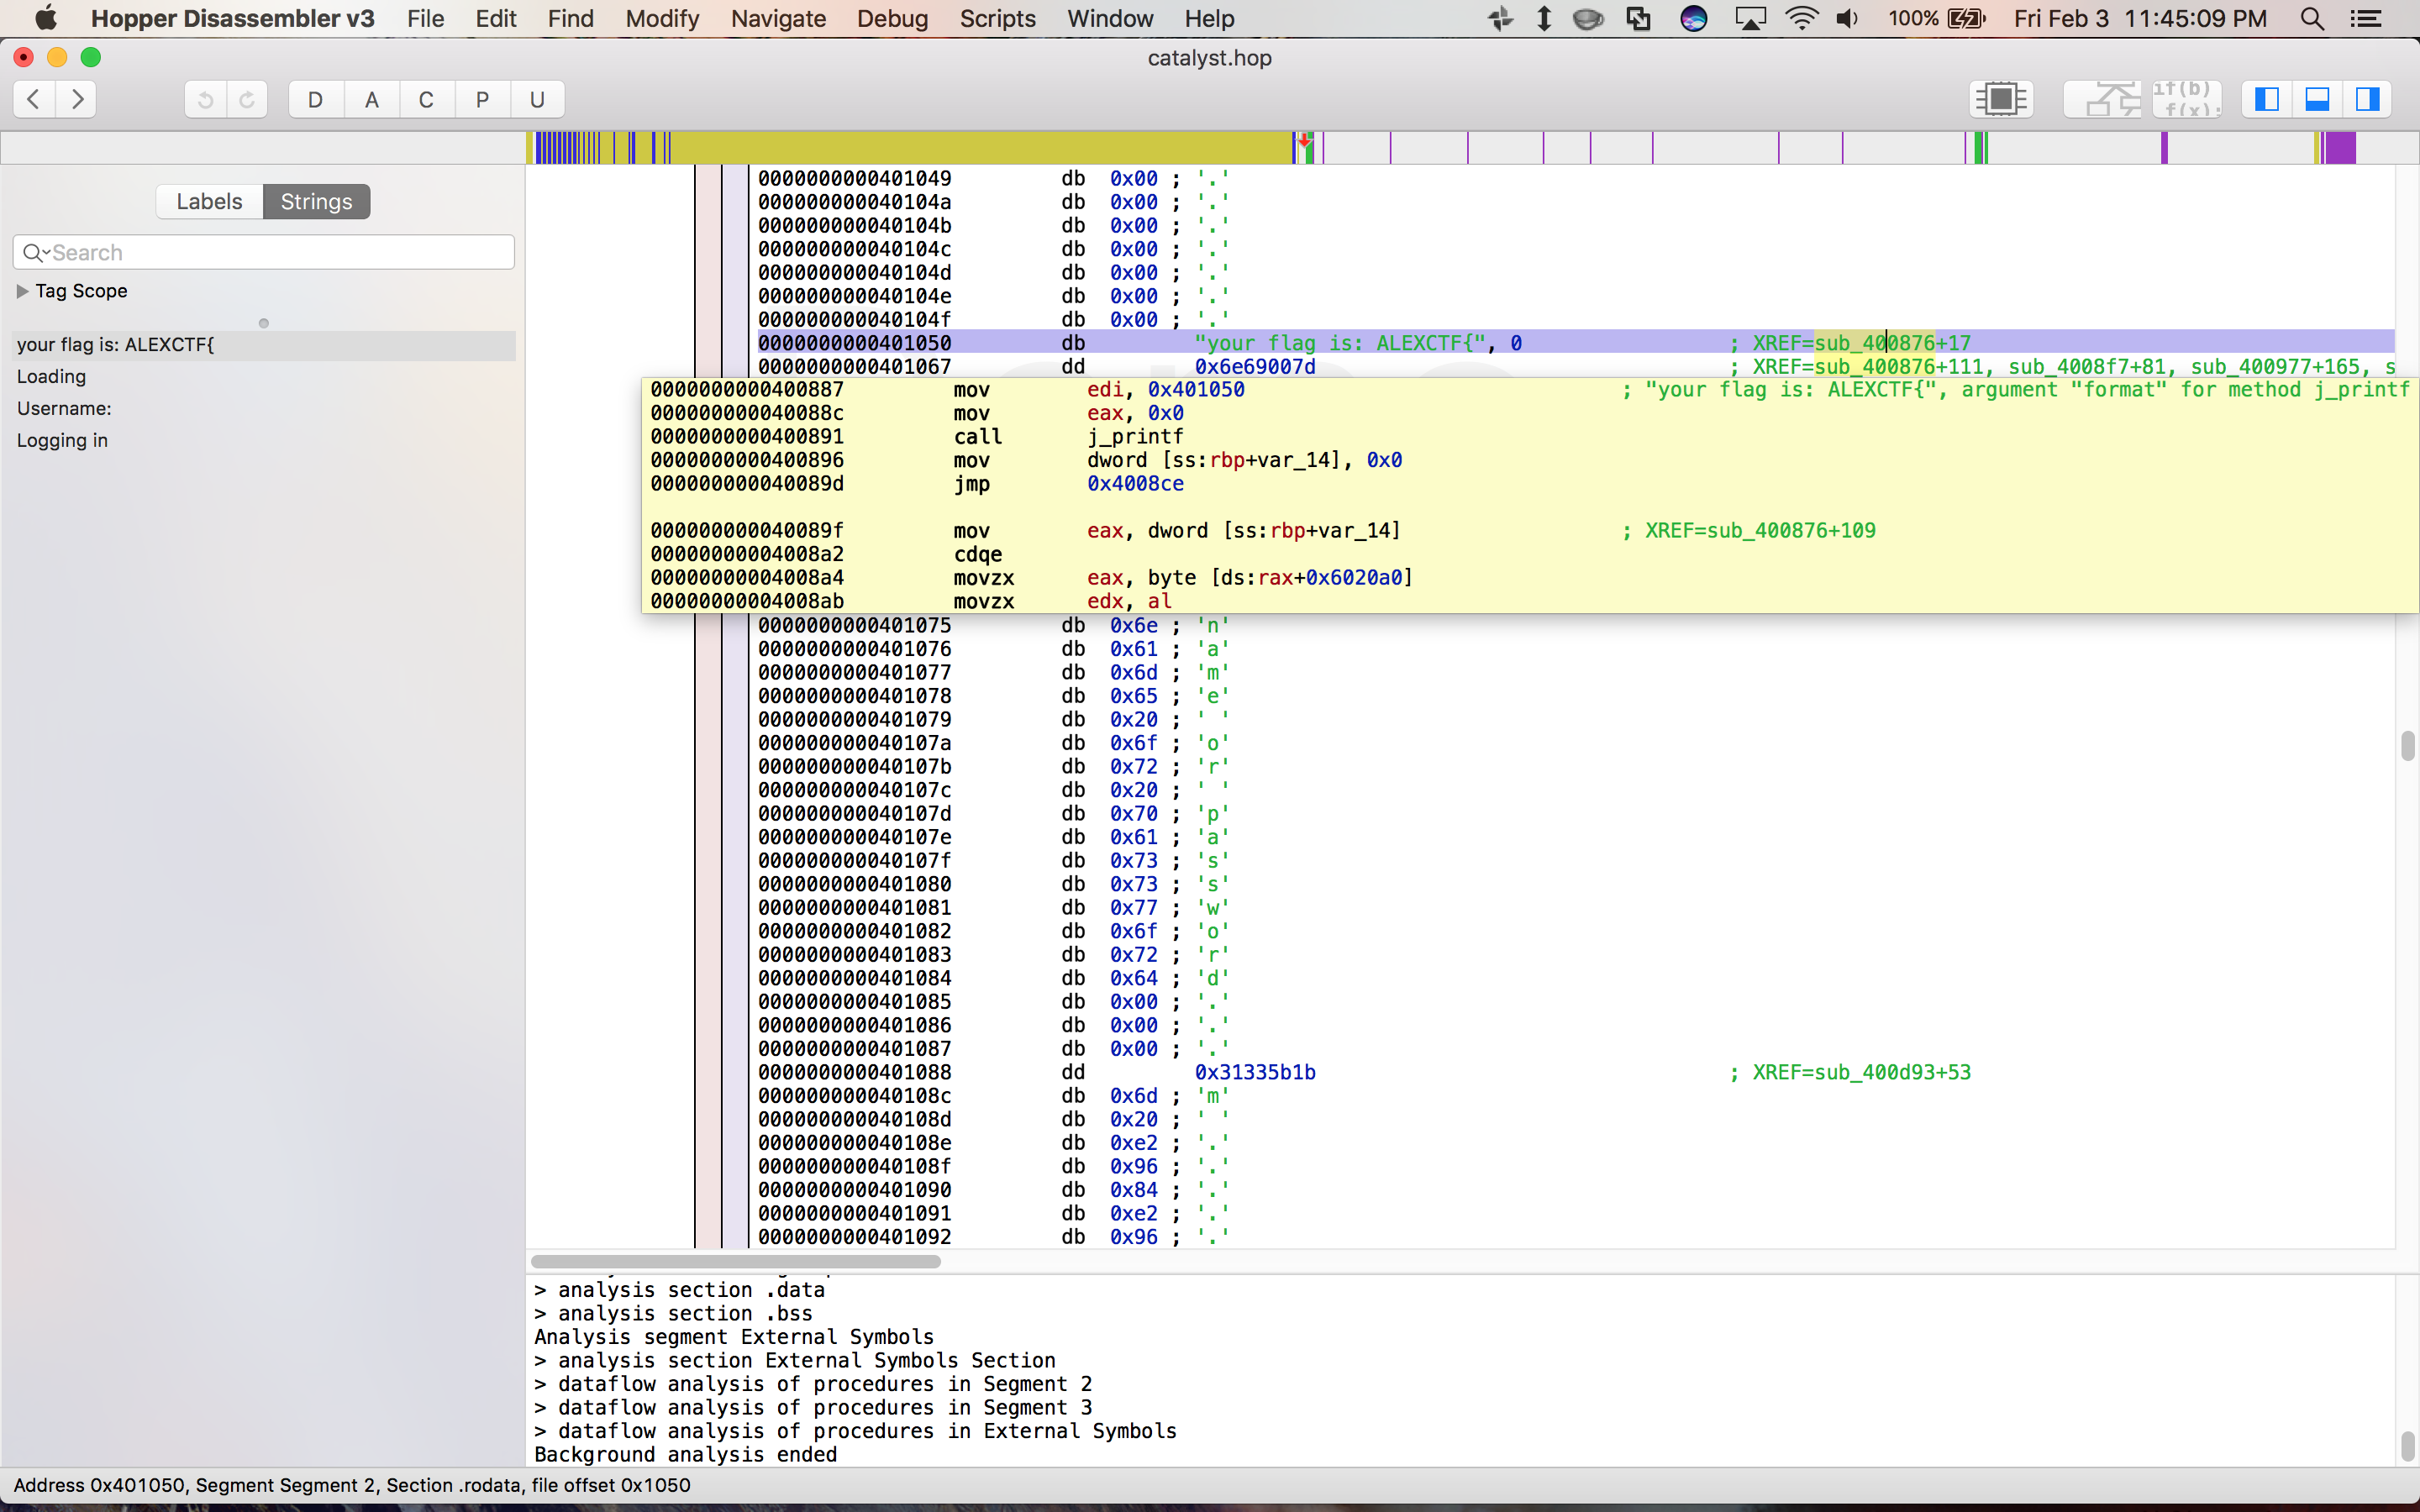 Hopper Disassembler v3 File Edit Find Modify Navigate Debug Scripts Window Help 100% Fri Feb 3 11:45:09 PM
catalyst.hop
D A C P U if(b)
f(x);
Labels Strings
Search
Tag Scope
your flag is: ALEXCTF{
Loading
Username:
Logging in
0000000000401049 db 0x00 ; '.'
000000000040104a db 0x00 ; '.'
000000000040104b db 0x00 ; '.'
000000000040104c db 0x00 ; '.'
000000000040104d db 0x00 ; '.'
000000000040104e db 0x00 ; '.'
000000000040104f db 0x00 ; '.'
0000000000401050 db "your flag is: ALEXCTF{", 0 ; XREF=sub_400876+17
0000000000401067 dd 0x6e69007d ; XREF=sub_400876+111, sub_4008f7+81, sub_400977+165, s
0000000000400887 mov edi, 0x401050 ; "your flag is: ALEXCTF{", argument "format" for method j_printf
000000000040088c mov eax, 0x0
0000000000400891 call j_printf
0000000000400896 mov dword [ss:rbp+var_14], 0x0
000000000040089d jmp 0x4008ce
000000000040089f mov eax, dword [ss:rbp+var_14] ; XREF=sub_400876+109
00000000004008a2 cdqe
00000000004008a4 movzx eax, byte [ds:rax+0x6020a0]
00000000004008ab movzx edx, al
0000000000401075 db 0x6e ; 'n'
0000000000401076 db 0x61 ; 'a'
0000000000401077 db 0x6d ; 'm'
0000000000401078 db 0x65 ; 'e'
0000000000401079 db 0x20 ; ' '
000000000040107a db 0x6f ; 'o'
000000000040107b db 0x72 ; 'r'
000000000040107c db 0x20 ; ' '
000000000040107d db 0x70 ; 'p'
000000000040107e db 0x61 ; 'a'
000000000040107f db 0x73 ; 's'
0000000000401080 db 0x73 ; 's'
0000000000401081 db 0x77 ; 'w'
0000000000401082 db 0x6f ; 'o'
0000000000401083 db 0x72 ; 'r'
0000000000401084 db 0x64 ; 'd'
0000000000401085 db 0x00 ; '.'
0000000000401086 db 0x00 ; '.'
0000000000401087 db 0x00 ; '.'
0000000000401088 dd 0x31335b1b ; XREF=sub_400d93+53
000000000040108c db 0x6d ; 'm'
000000000040108d db 0x20 ; ' '
000000000040108e db 0xe2 ; '.'
000000000040108f db 0x96 ; '.'
0000000000401090 db 0x84 ; '.'
0000000000401091 db 0xe2 ; '.'
0000000000401092 db 0x96 ; '.'
> analysis section .data
> analysis section .bss
Analysis segment External Symbols
> analysis section External Symbols Section
> dataflow analysis of procedures in Segment 2
> dataflow analysis of procedures in Segment 3
> dataflow analysis of procedures in External Symbols
Background analysis ended
Address 0x401050, Segment Segment 2, Section .rodata, file offset 0x1050